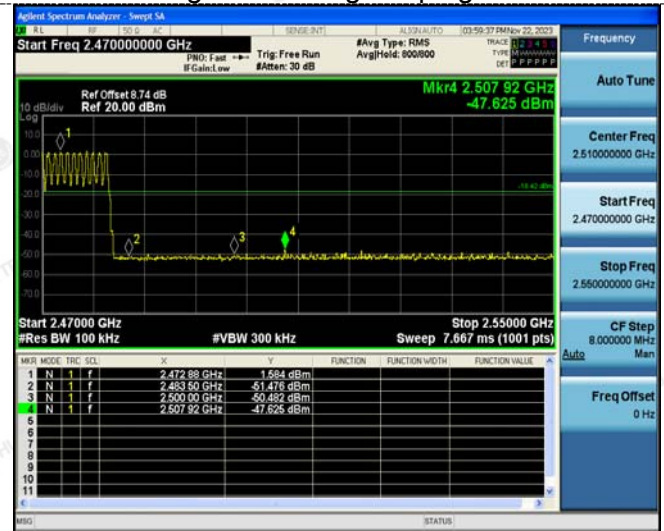 Agilent Spectrum Analyzer - Swept SA
RL RF 50 Ω AC SENSE:INT ALIGN AUTO 03:59:37 PM Nov 22, 2023
Start Freq 2.470000000 GHz
PNO: Fast
IFGain:Low
Trig: Free Run
#Atten: 30 dB
#Avg Type: RMS
Avg|Hold: 800/800
TRACE 1 2 3 4 5 6
TYPE
DET P P P P P P
Ref Offset 8.74 dB
10 dB/div Ref 20.00 dBm
Log
Mkr4 2.507 92 GHz
-47.625 dBm
10.0
0.00
-10.0
-20.0
-30.0
-40.0
-50.0
-60.0
-70.0
1
2
3
4
-18.42 dBm
Start 2.47000 GHz Stop 2.55000 GHz
#Res BW 100 kHz #VBW 300 kHz Sweep 7.667 ms (1001 pts)
MKR MODE TRC SCL X Y FUNCTION FUNCTION WIDTH FUNCTION VALUE
1 N 1 f 2.472 88 GHz 1.584 dBm
2 N 1 f 2.483 50 GHz -51.476 dBm
3 N 1 f 2.500 00 GHz -50.482 dBm
4 N 1 f 2.507 92 GHz -47.625 dBm
5
6
7
8
9
10
11
MSG STATUS
Frequency
Auto Tune
Center Freq
2.510000000 GHz
Start Freq
2.470000000 GHz
Stop Freq
2.550000000 GHz
CF Step
8.000000 MHz
Auto Man
Freq Offset
0 Hz